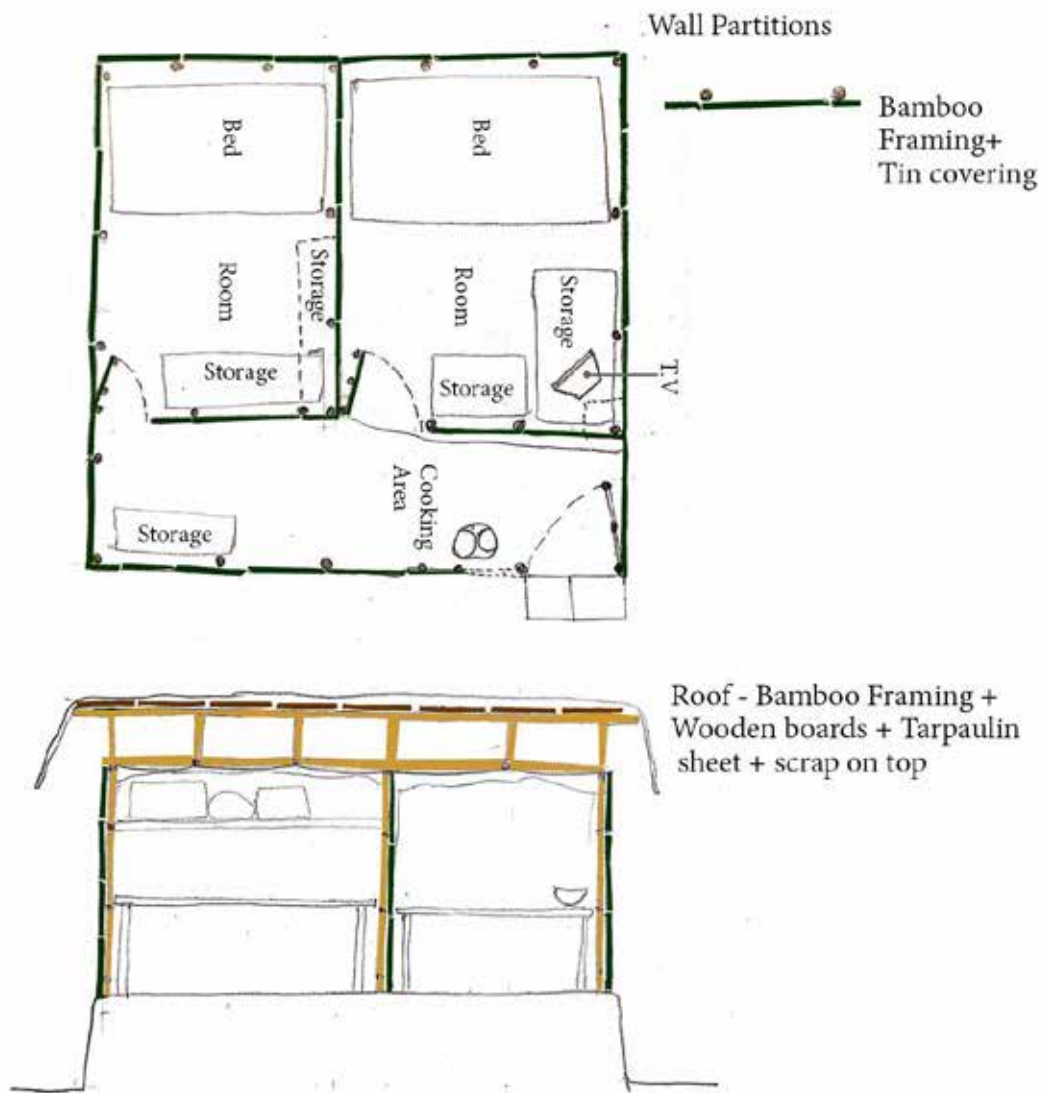 Wall Partitions
Bamboo
Framing+
Tin covering
Bed
Bed
Room
Storage
Room
Storage
Storage
Storage
T.V
Cooking
Area
Storage
Roof - Bamboo Framing +
Wooden boards + Tarpaulin
sheet + scrap on top